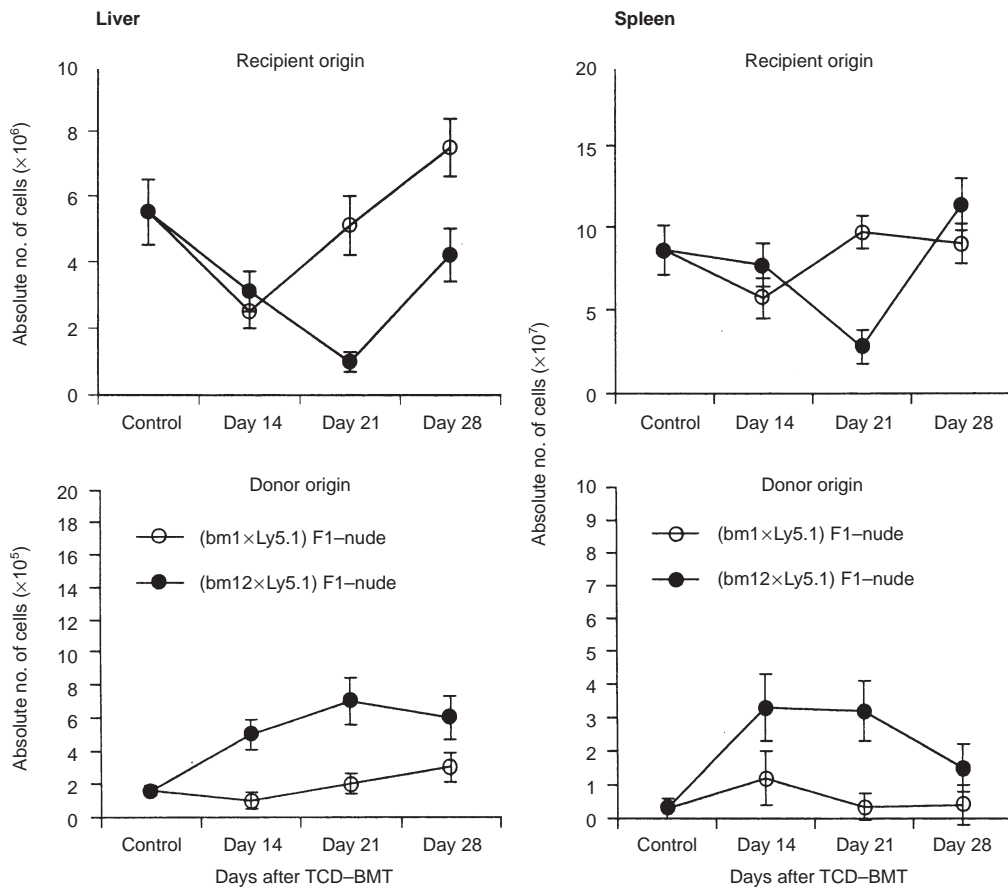 Liver
Recipient origin
Absolute no. of cells (×10⁶)
10
8
6
4
2
0
Control Day 14 Day 21 Day 28
Spleen
Recipient origin
Absolute no. of cells (×10⁷)
20
15
10
5
0
Control Day 14 Day 21 Day 28
Donor origin
(bm1×Ly5.1) F1–nude
(bm12×Ly5.1) F1–nude
Absolute no. of cells (×10⁵)
20
18
16
14
12
10
8
6
4
2
0
Control Day 14 Day 21 Day 28
Days after TCD–BMT
Donor origin
(bm1×Ly5.1) F1–nude
(bm12×Ly5.1) F1–nude
10
9
8
7
6
5
4
3
2
1
0
Control Day 14 Day 21 Day 28
Days after TCD–BMT